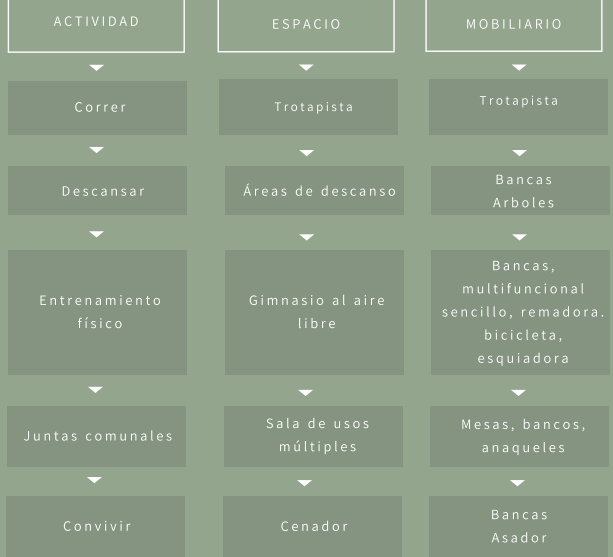 ACTIVIDAD
ESPACIO
MOBILIARIO
Correr
Trotapista
Trotapista
Descansar
Áreas de descanso
Bancas
Arboles
Entrenamiento
físico
Gimnasio al aire
libre
Bancas,
multifuncional
sencillo, remadora.
bicicleta,
esquiadora
Juntas comunales
Sala de usos
múltiples
Mesas, bancos,
anaqueles
Convivir
Cenador
Bancas
Asador